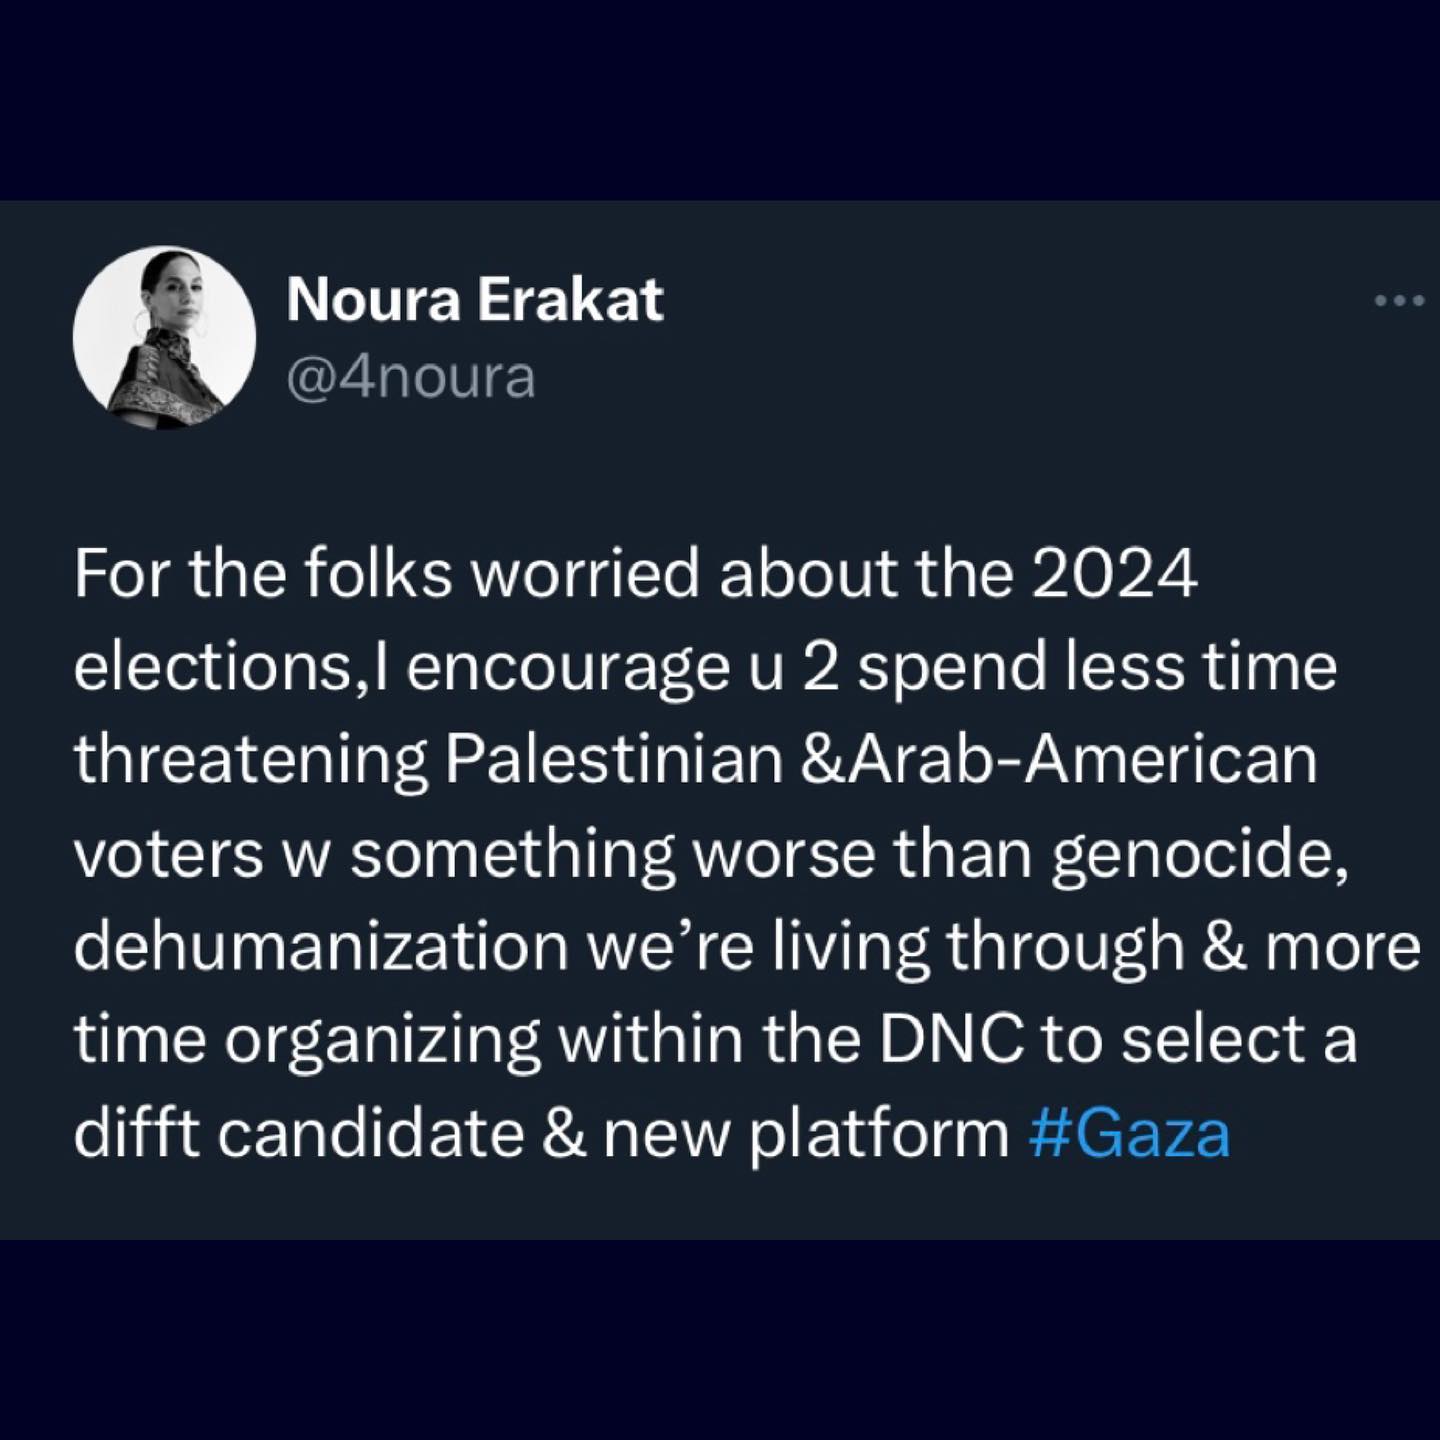 Noura Erakat
@4noura
For the folks worried about the 2024
elections,I encourage u 2 spend less time
threatening Palestinian &Arab-American
voters w something worse than genocide,
dehumanization we’re living through & more
time organizing within the DNC to select a
difft candidate & new platform #Gaza